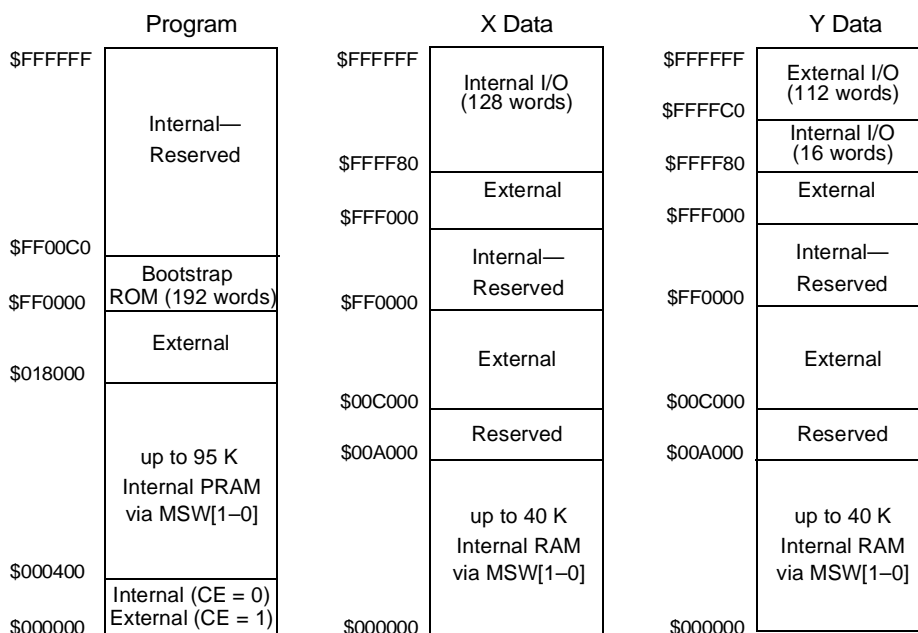 Program
$FFFFFF
Internal—
Reserved
$FF00C0
Bootstrap
ROM (192 words)
$FF0000
External
$018000
up to 95 K
Internal PRAM
via MSW[1–0]
$000400
Internal (CE = 0)
External (CE = 1)
$000000
X Data
$FFFFFF
Internal I/O
(128 words)
$FFFF80
External
$FFF000
Internal—
Reserved
$FF0000
External
$00C000
Reserved
$00A000
up to 40 K
Internal RAM
via MSW[1–0]
$000000
Y Data
$FFFFFF
External I/O
(112 words)
$FFFFC0
Internal I/O
(16 words)
$FFFF80
External
$FFF000
Internal—
Reserved
$FF0000
External
$00C000
Reserved
$00A000
up to 40 K
Internal RAM
via MSW[1–0]
$000000